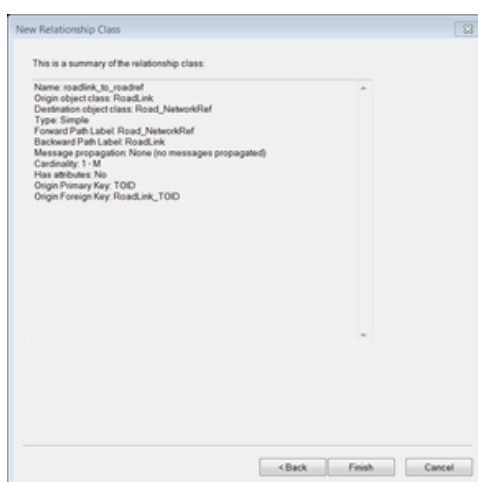 New Relationship Class
This is a summary of the relationship class:
Name: roadlink_to_roadref
Origin object class: RoadLink
Destination object class: Road_NetworkRef
Type: Simple
Forward Path Label: Road_NetworkRef
Backward Path Label: RoadLink
Message propagation: None (no messages propagated)
Cardinality: 1 - M
Has attributes: No
Origin Primary Key: TOID
Origin Foreign Key: RoadLink_TOID
< Back Finish Cancel